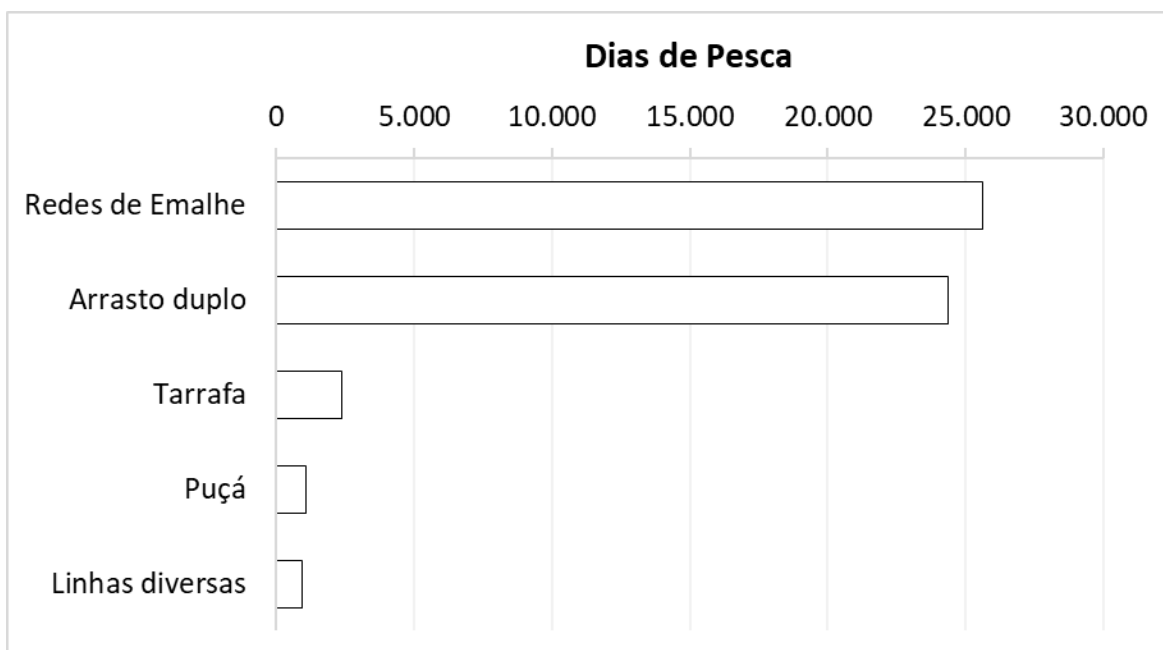 Dias de Pesca
0 5.000 10.000 15.000 20.000 25.000 30.000
Redes de Emalhe
Arrasto duplo
Tarrafa
Puçá
Linhas diversas